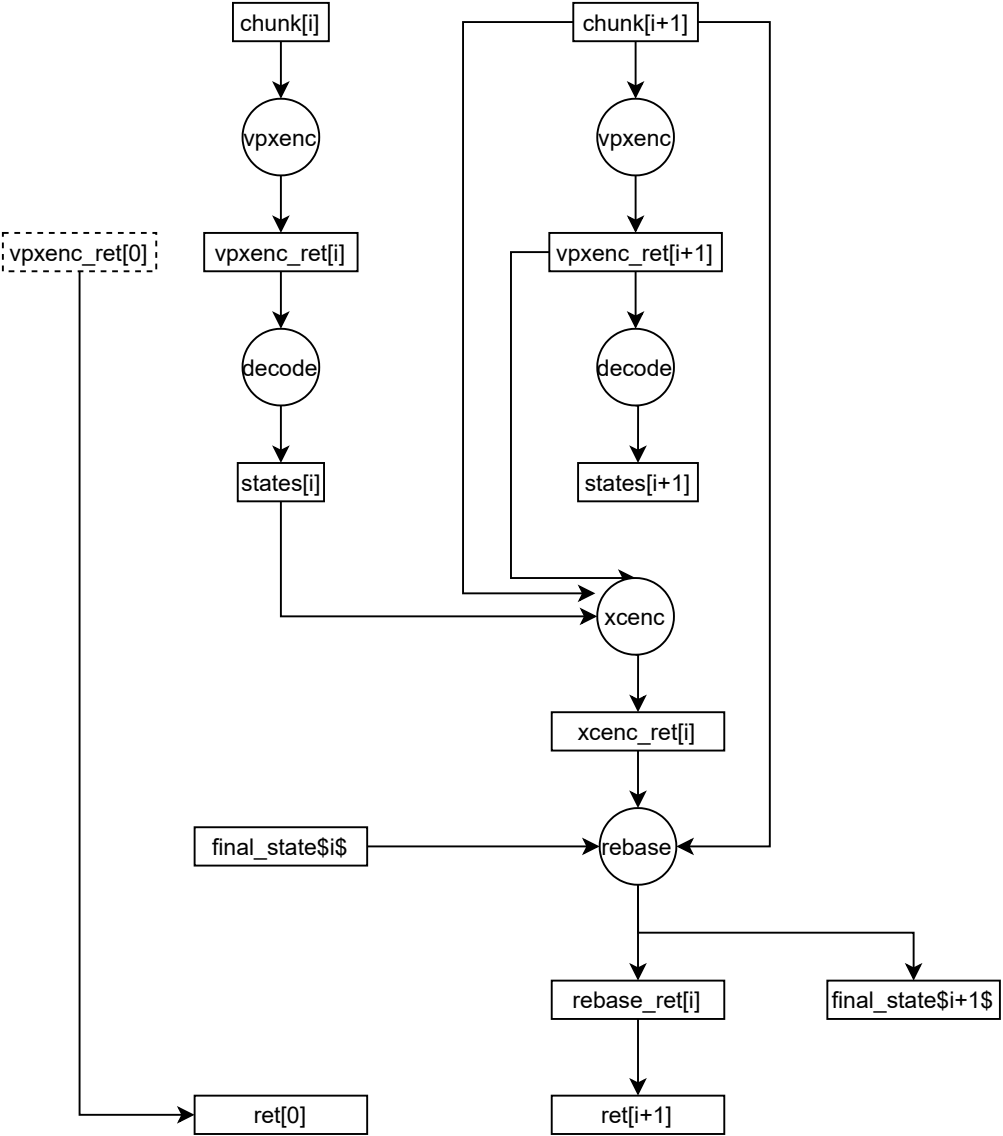 chunk[i]
chunk[i+1]
vpxenc
vpxenc
vpxenc_ret[0]
vpxenc_ret[i]
vpxenc_ret[i+1]
decode
decode
states[i]
states[i+1]
xcenc
xcenc_ret[i]
final_state$i$
rebase
rebase_ret[i]
final_state$i+1$
ret[0]
ret[i+1]